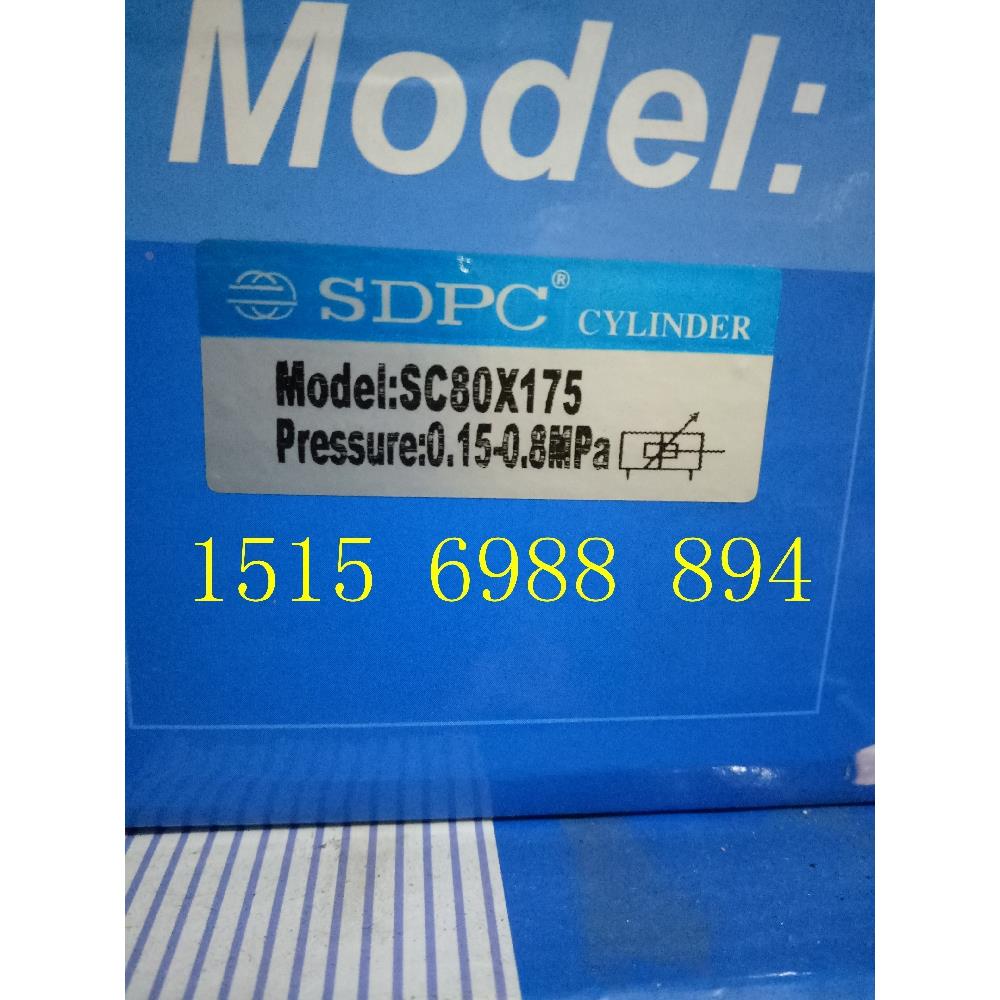 Model:
SDPC® CYLINDER
Model:SC80X175
Pressure:0.15-0.8MPa
1515 6988 894